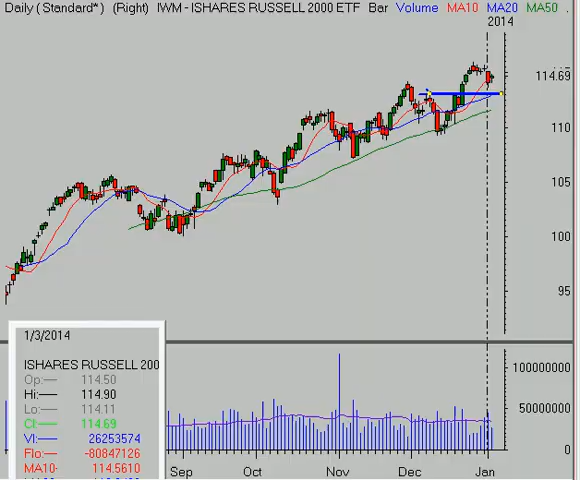 Daily (Standard*) (Right) IWM - ISHARES RUSSELL 2000 ETF Bar Volume MA10 MA20 MA50 .
2014
114.69
110
105
100
95
1/3/2014
ISHARES RUSSELL 200
Op:— 114.50
Hi:— 114.90
Lo:— 114.11
Cl:— 114.69
Vl:— 26253574
Flo:— -80847126
MA10- 114.5610
100000000
50000000
0
Sep Oct Nov Dec Jan